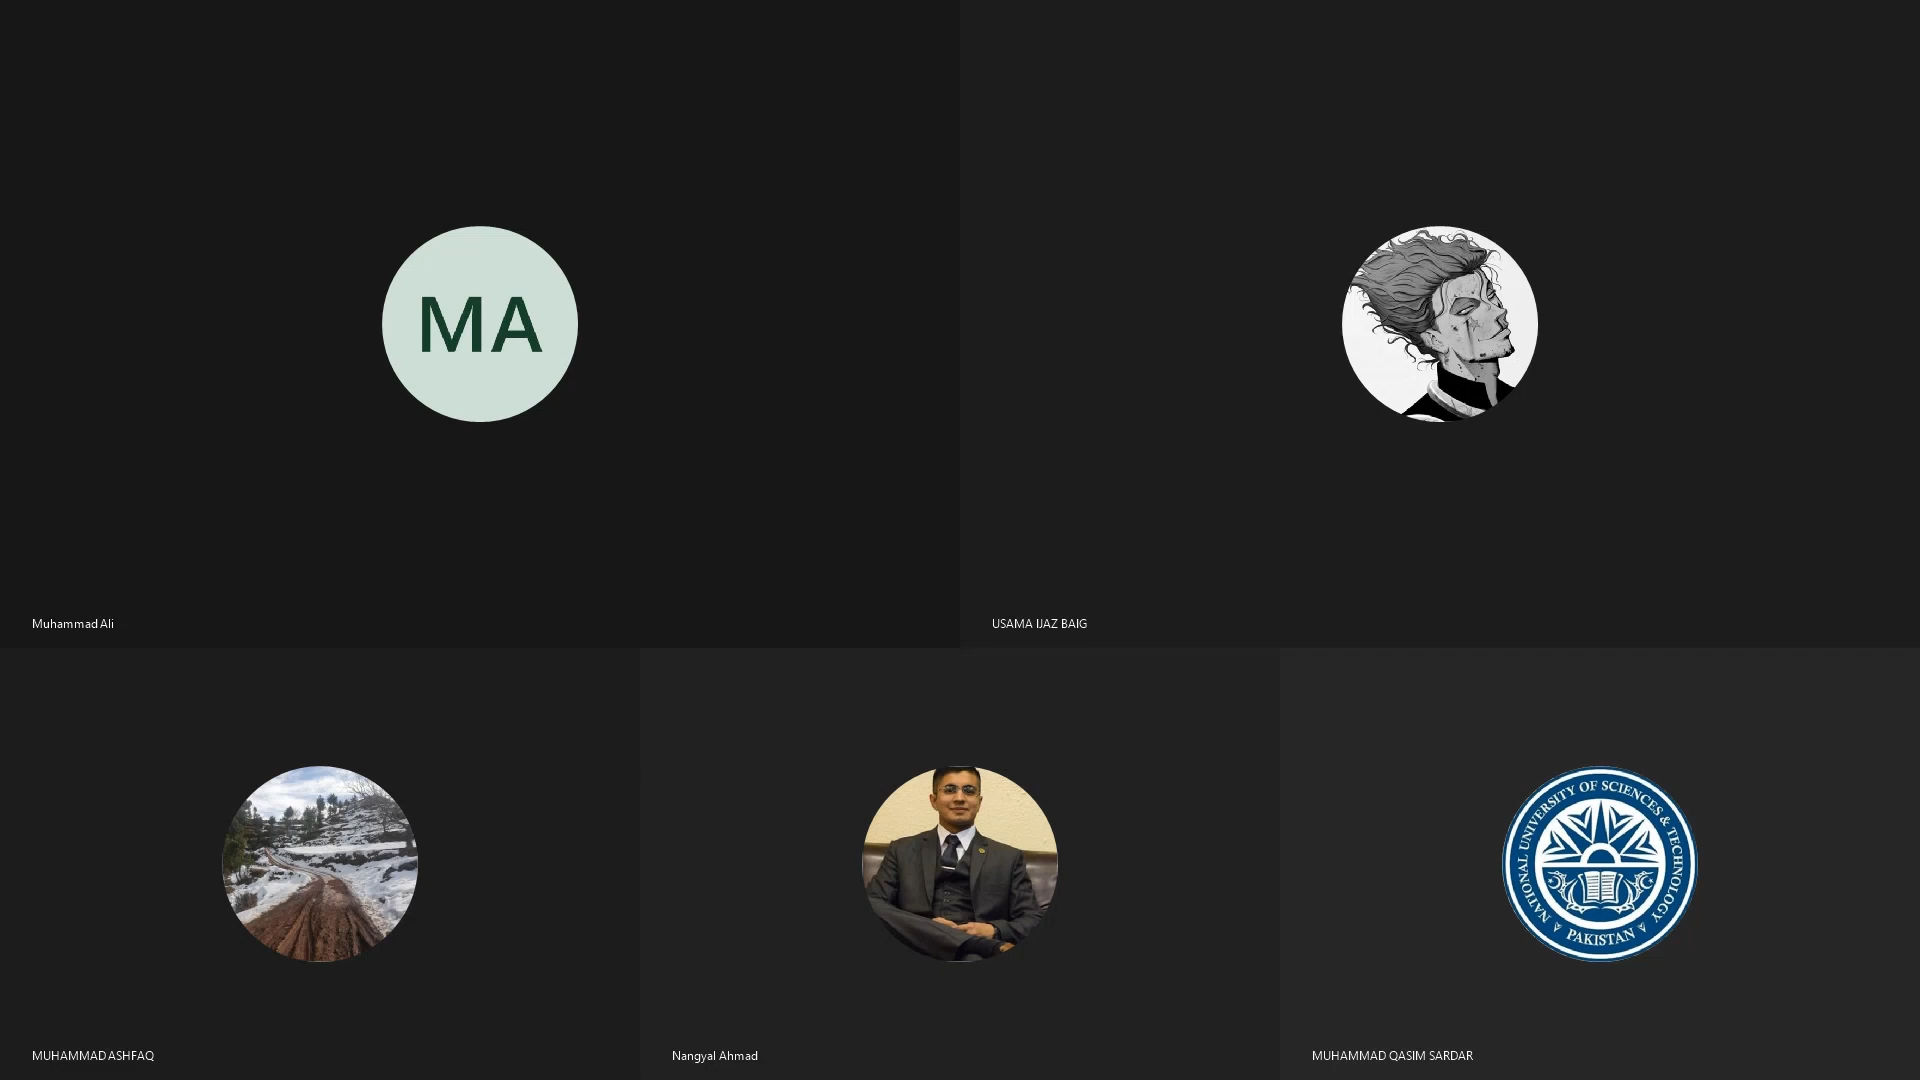 MA
Muhammad Ali
USAMA IJAZ BAIG
NATIONAL UNIVERSITY OF SCIENCES & TECHNOLOGY
PAKISTAN
MUHAMMAD ASHFAQ
Nangyal Ahmad
MUHAMMAD QASIM SARDAR